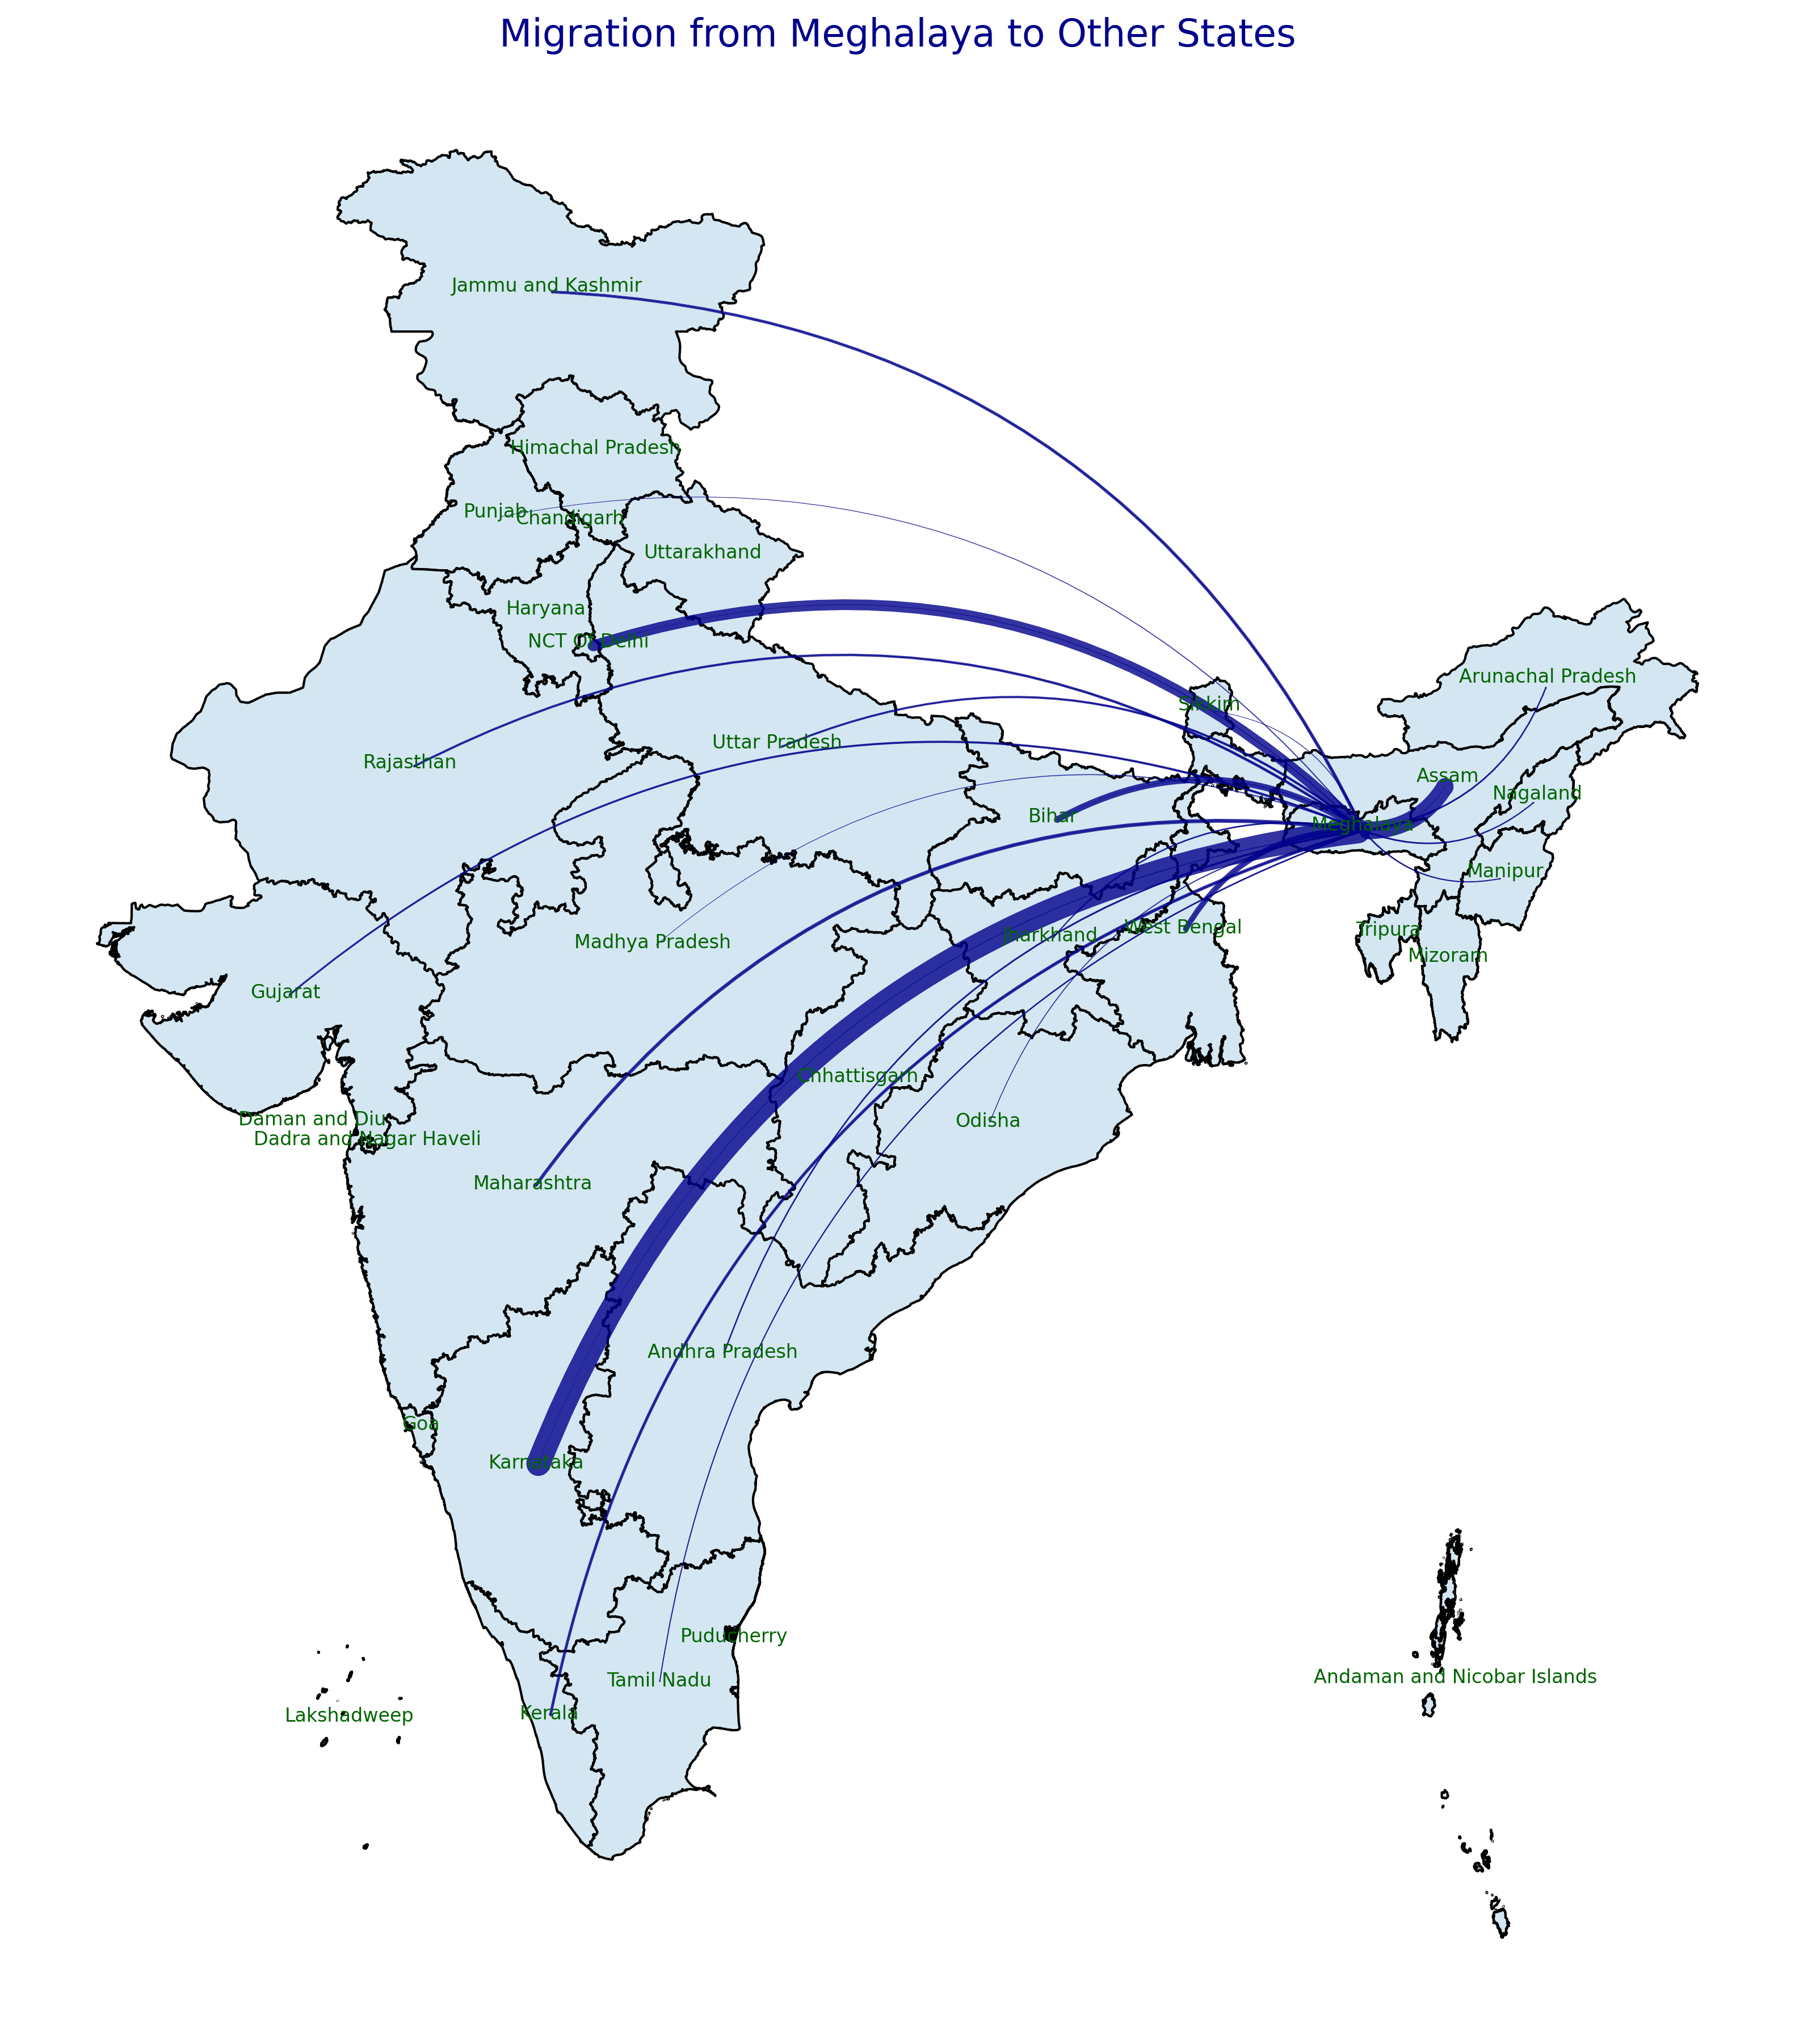 Migration from Meghalaya to Other States
Jammu and Kashmir
Himachal Pradesh
Punjab
Chandigarh
Uttarakhand
Haryana
NCT Of Delhi
Arunachal Pradesh
Sikkim
Uttar Pradesh
Rajasthan
Assam
Nagaland
Bihar
Meghalaya
Manipur
West Bengal
Tripura
Jharkhand
Madhya Pradesh
Mizoram
Gujarat
Chhattisgarh
Daman and Diu
Odisha
Dadra and Nagar Haveli
Maharashtra
Andhra Pradesh
Goa
Karnataka
Puducherry
Andaman and Nicobar Islands
Tamil Nadu
Kerala
Lakshadweep